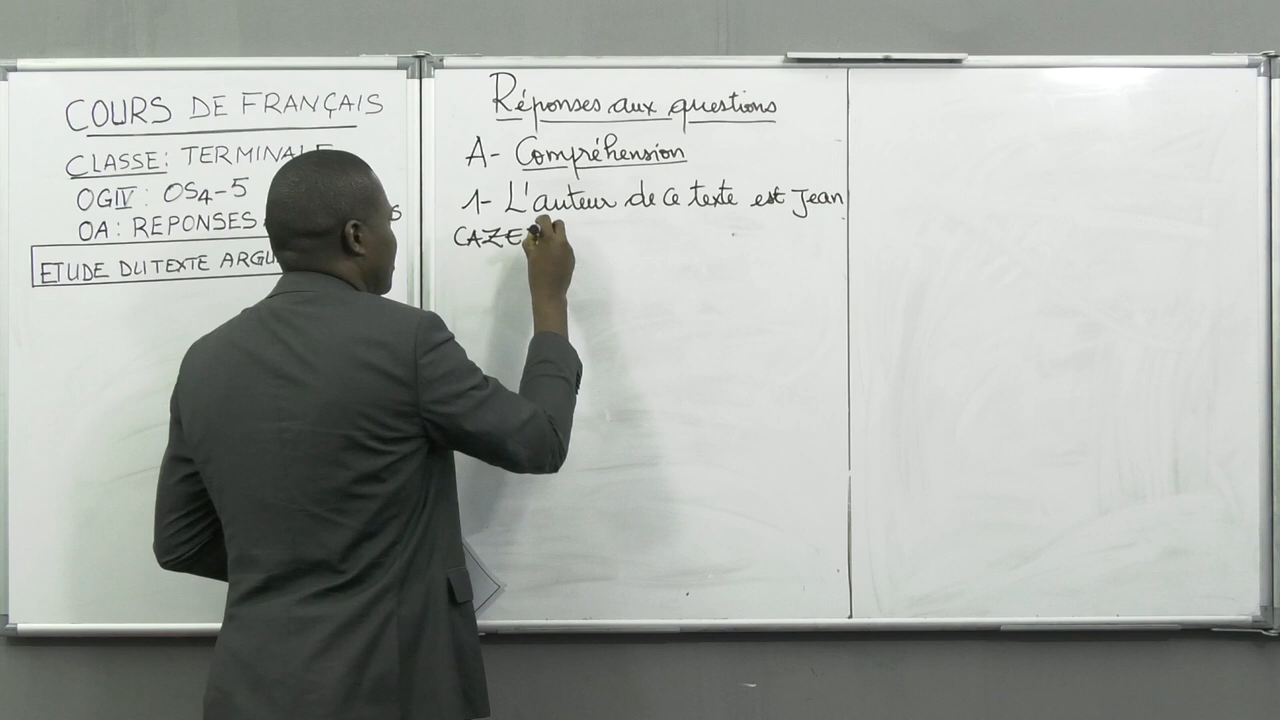 COURS DE FRANÇAIS
CLASSE: TERMINALE
OGIV: OS4-5
OA: REPONSES
ETUDE DU TEXTE
Réponses aux questions
A- Compréhension
1- L'auteur de ce texte est Jean
CAZE